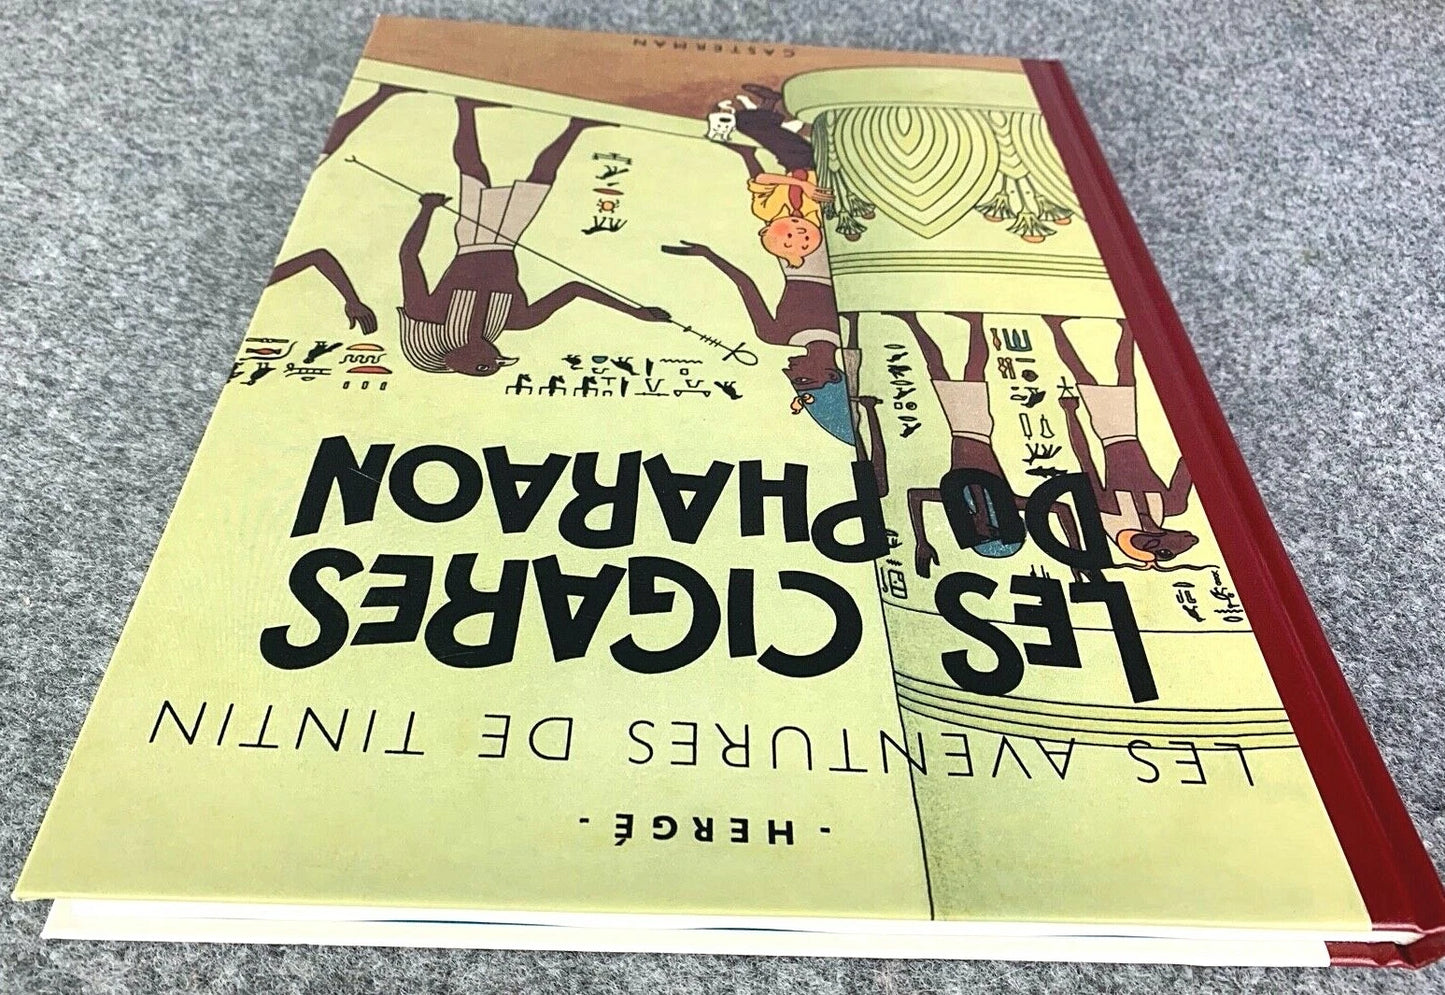 - HERGÉ -
LES AVENTURES DE TINTIN
LES CIGARES
DU PHARAON
CASTERMAN